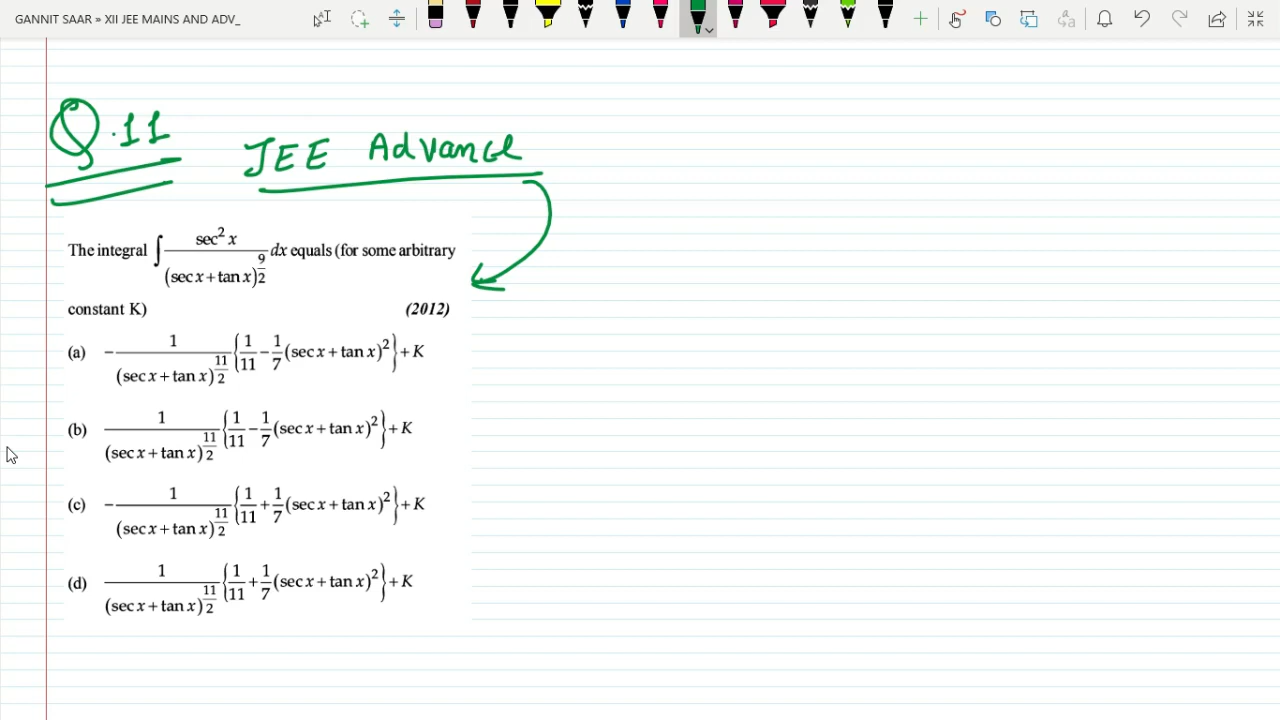 GANNIT SAAR » XII JEE MAINS AND ADV_
Q.11
JEE Advance
The integral ∫ sec² x / (sec x + tan x)^(9/2) dx equals (for some arbitrary
constant K) (2012)
(a) − 1/(sec x + tan x)^(11/2) {1/11 − 1/7 (sec x + tan x)²} + K
(b) 1/(sec x + tan x)^(11/2) {1/11 − 1/7 (sec x + tan x)²} + K
(c) − 1/(sec x + tan x)^(11/2) {1/11 + 1/7 (sec x + tan x)²} + K
(d) 1/(sec x + tan x)^(11/2) {1/11 + 1/7 (sec x + tan x)²} + K